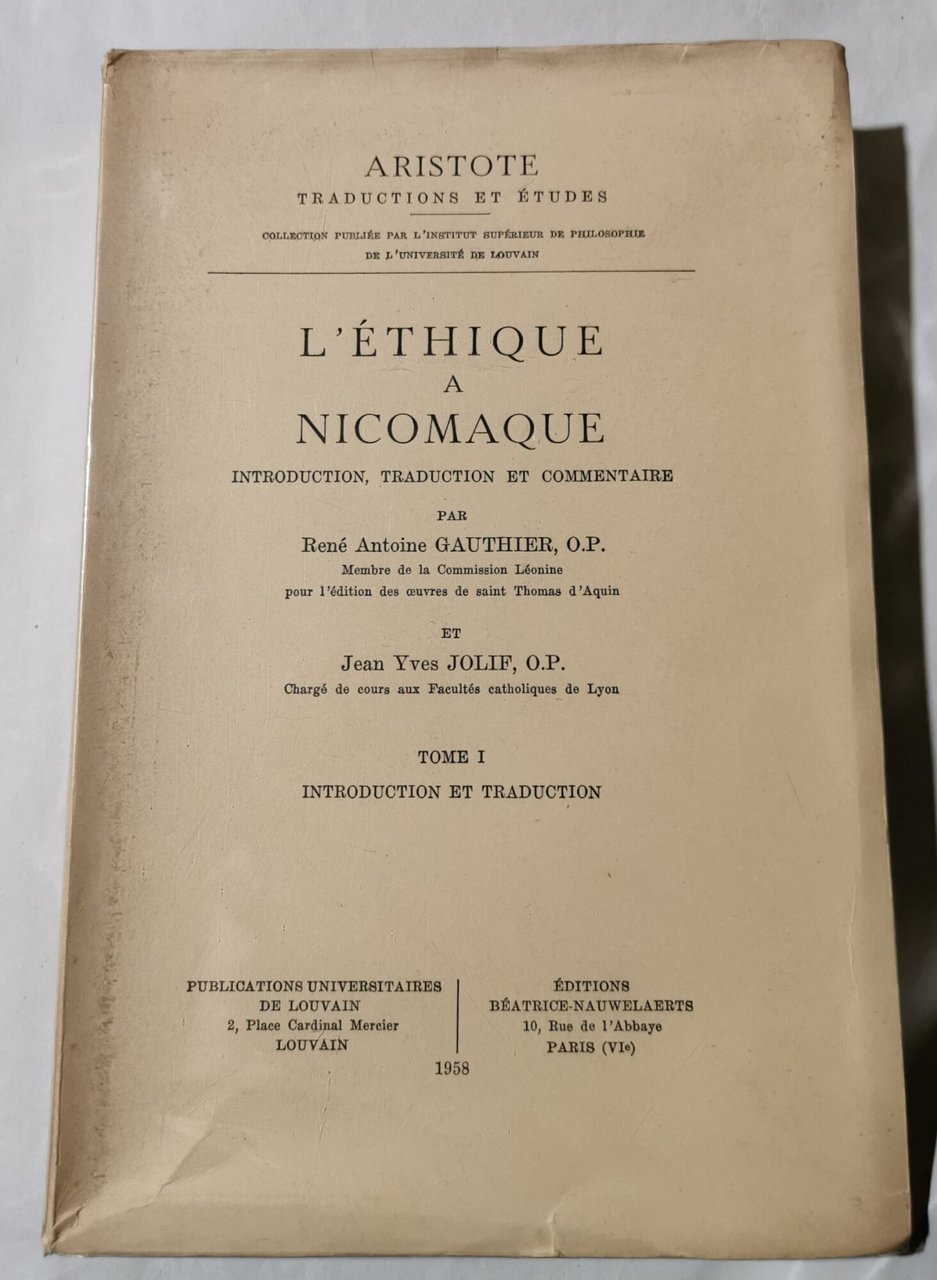 ARISTOTE
TRADUCTIONS ET ÉTUDES
COLLECTION PUBLIÉE PAR L'INSTITUT SUPÉRIEUR DE PHILOSOPHIE
DE L'UNIVERSITÉ DE LOUVAIN
L'ÉTHIQUE
A
NICOMAQUE
INTRODUCTION, TRADUCTION ET COMMENTAIRE
PAR
René Antoine GAUTHIER, O.P.
Membre de la Commission Léonine
pour l'édition des œuvres de saint Thomas d'Aquin
ET
Jean Yves JOLIF, O.P.
Chargé de cours aux Facultés catholiques de Lyon
TOME I
INTRODUCTION ET TRADUCTION
PUBLICATIONS UNIVERSITAIRES
DE LOUVAIN
2, Place Cardinal Mercier
LOUVAIN
ÉDITIONS
BÉATRICE-NAUWELAERTS
10, Rue de l'Abbaye
PARIS (VIe)
1958